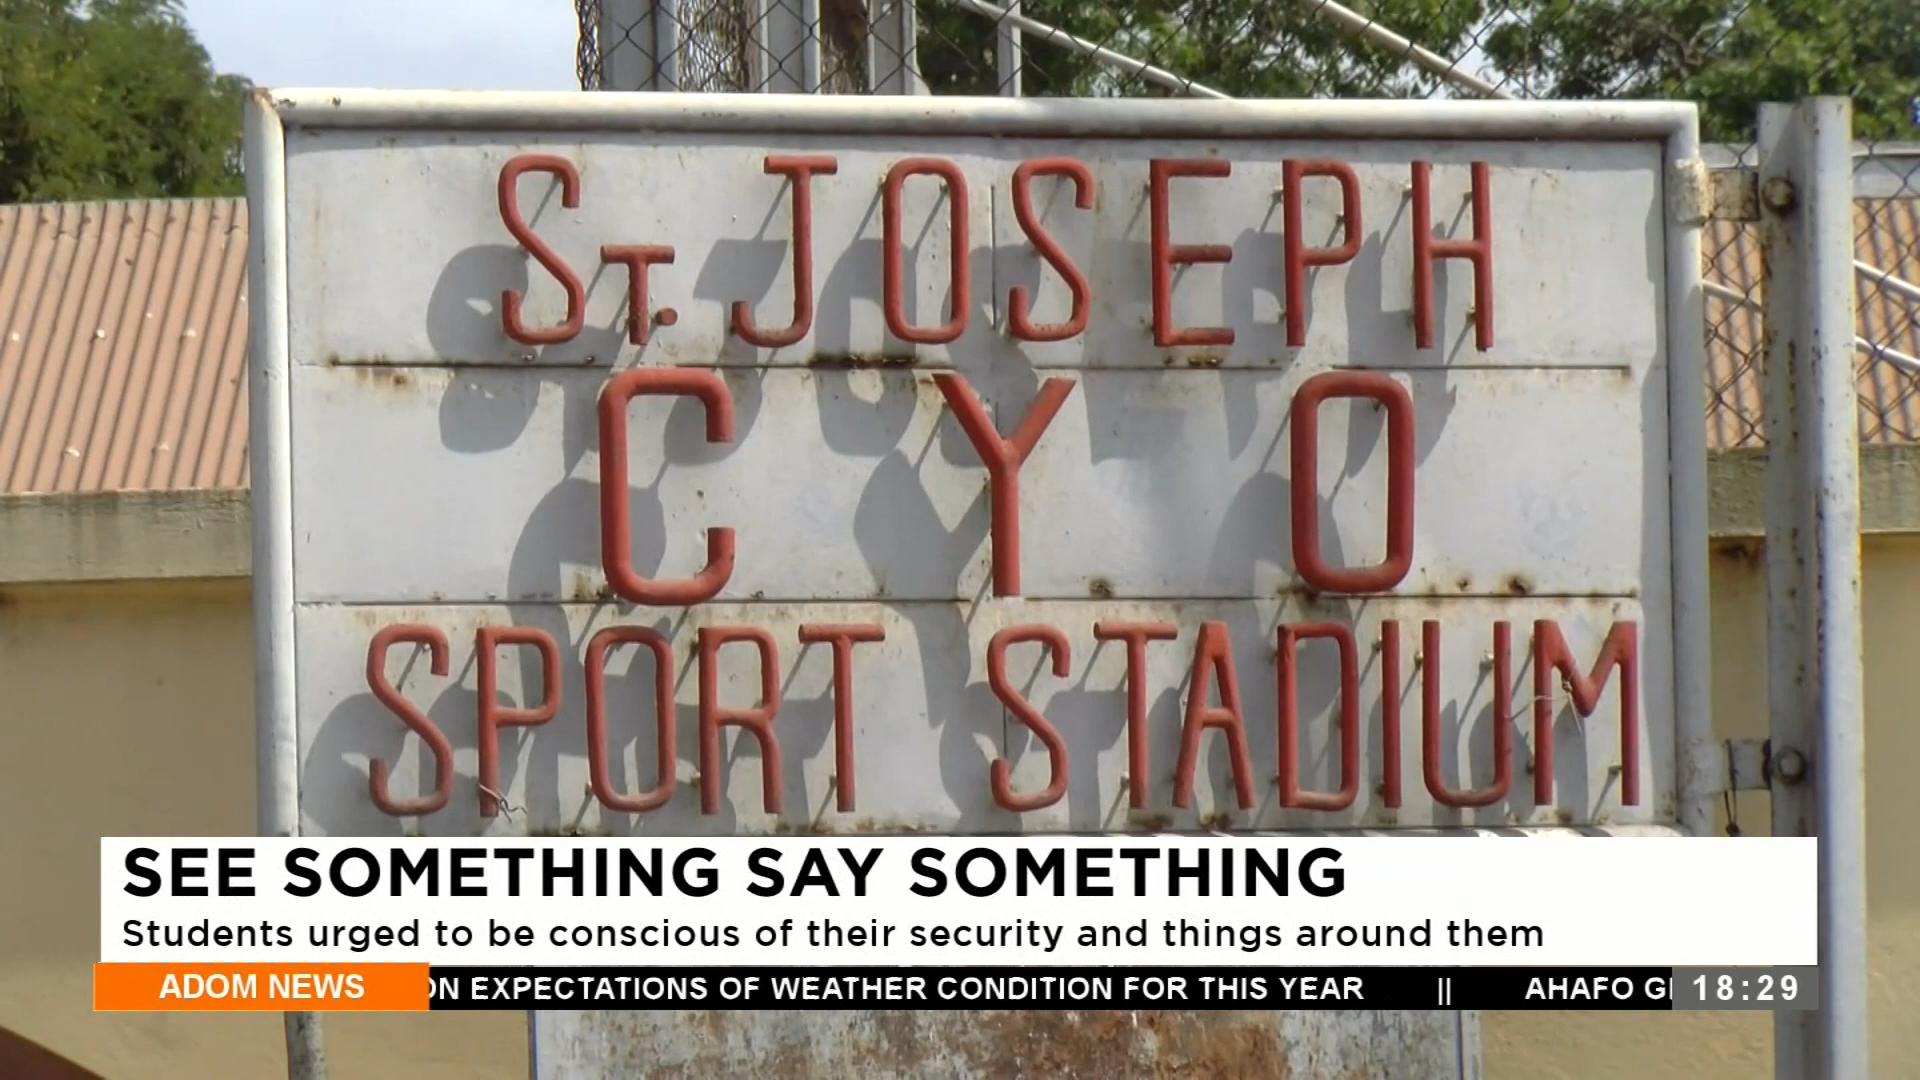 ST. JOSEPH
C Y O
SPORT STADIUM
SEE SOMETHING SAY SOMETHING
Students urged to be conscious of their security and things around them
ADOM NEWS
ON EXPECTATIONS OF WEATHER CONDITION FOR THIS YEAR || AHAFO
18:29